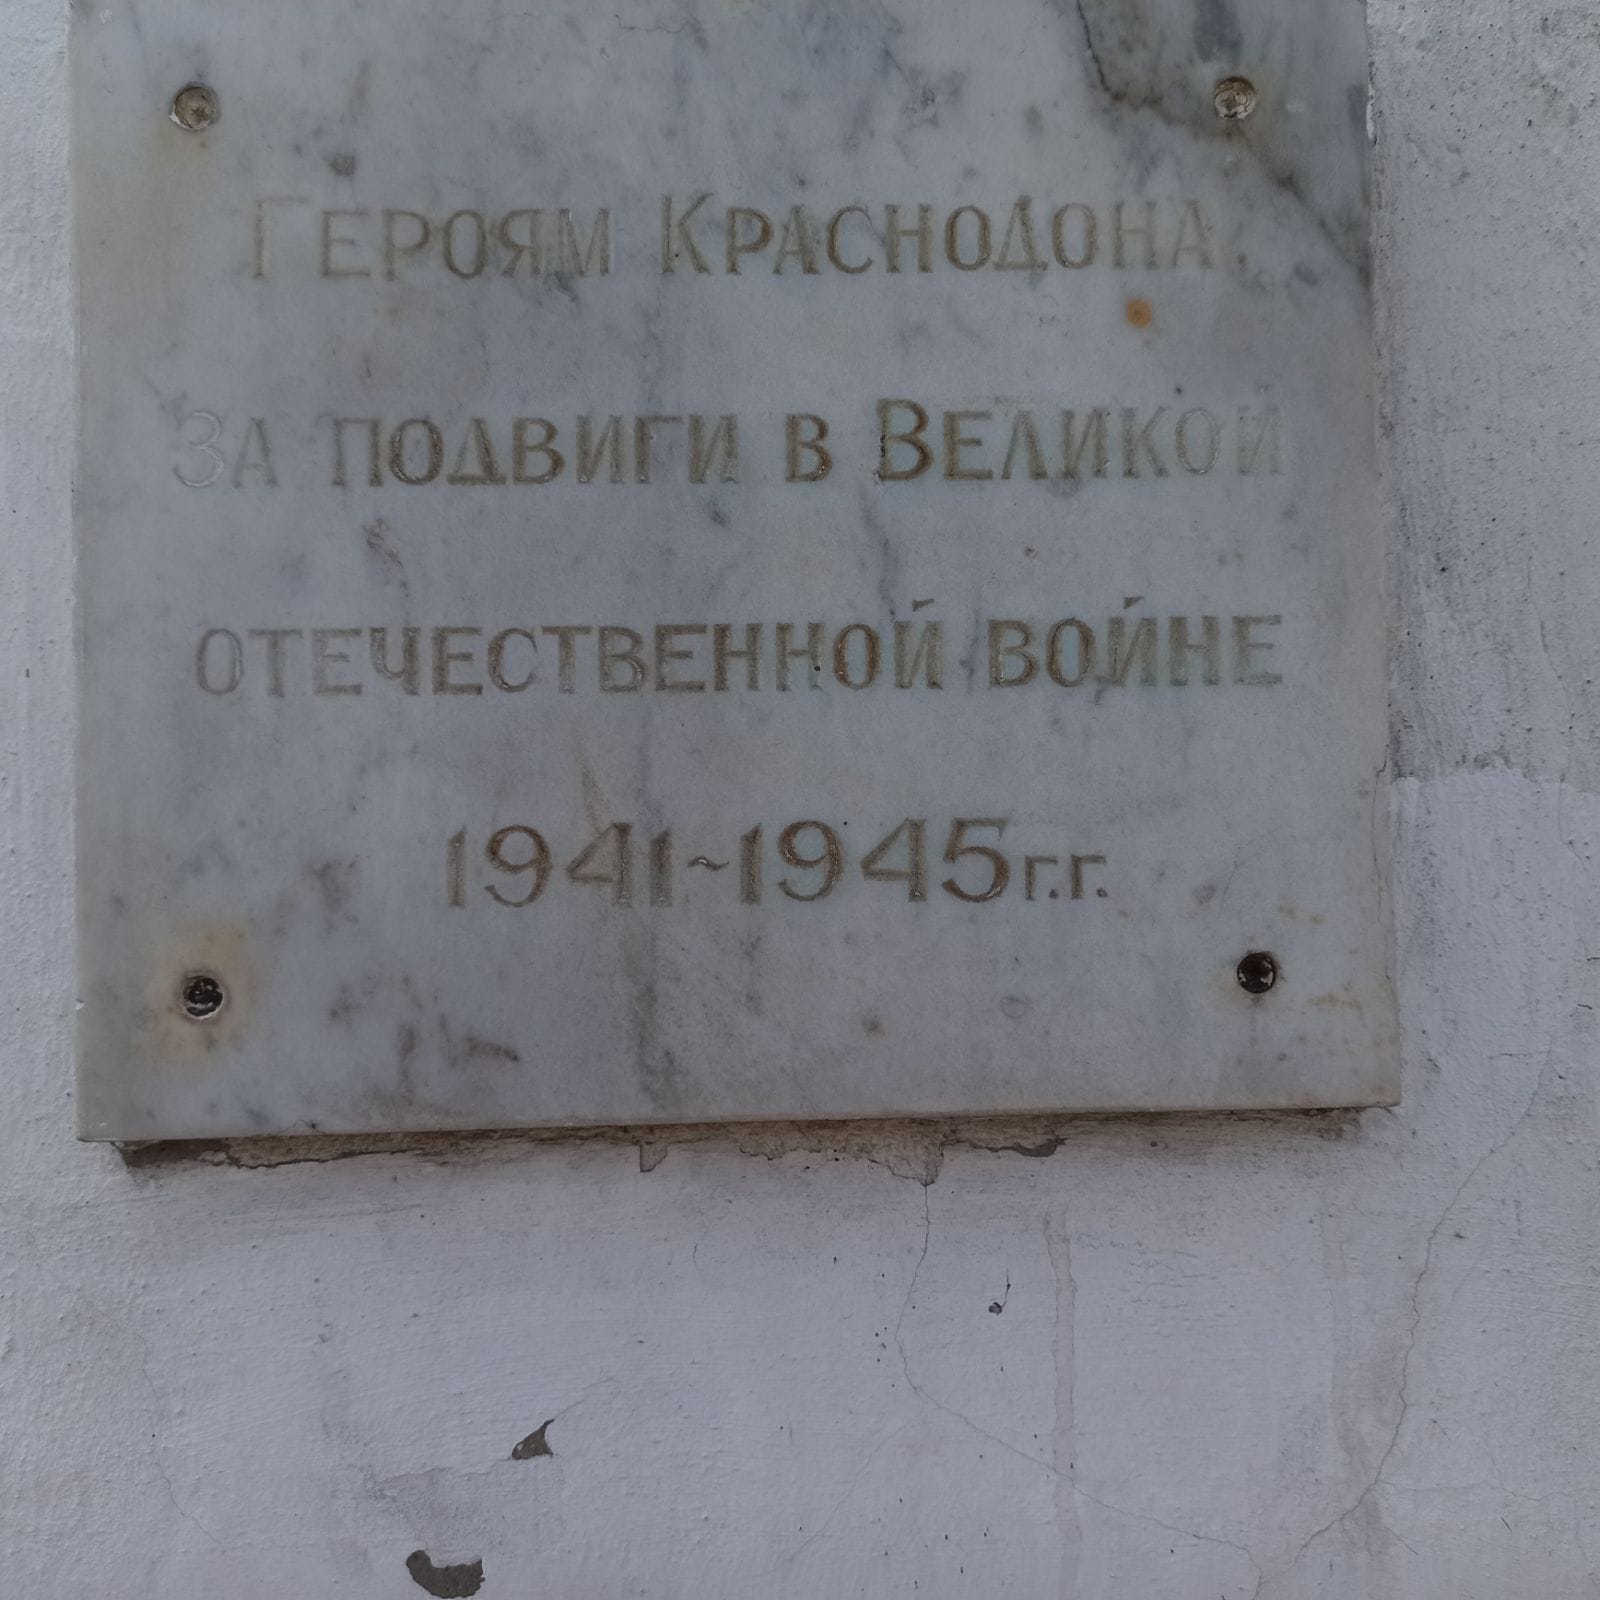 Героям Краснодона.
За подвиги в Великой
отечественной войне
1941~1945г.г.